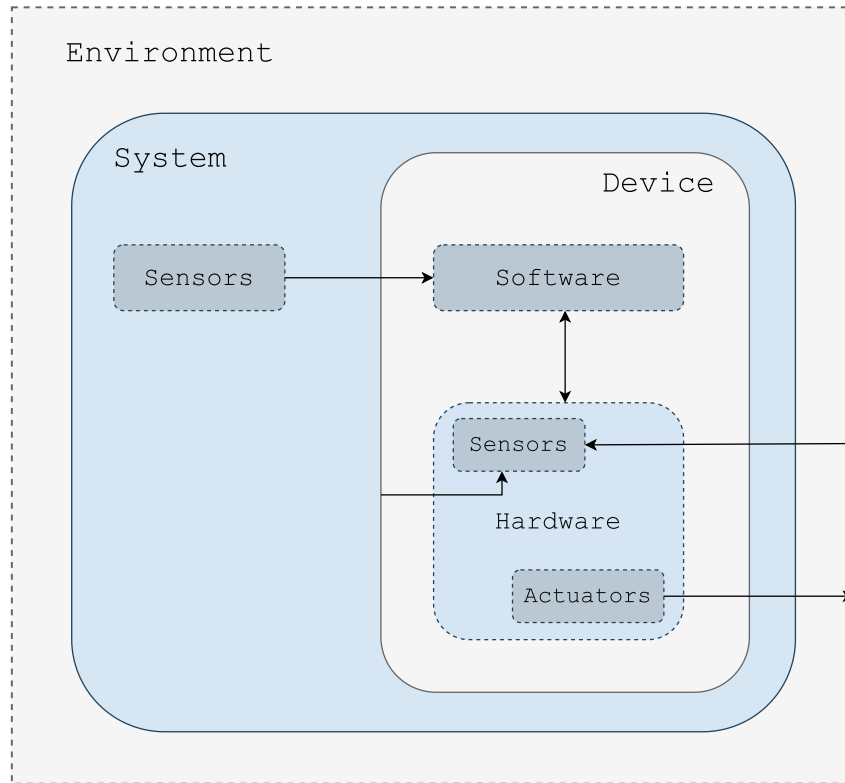 Environment
System
Device
Sensors
Software
Sensors
Hardware
Actuators